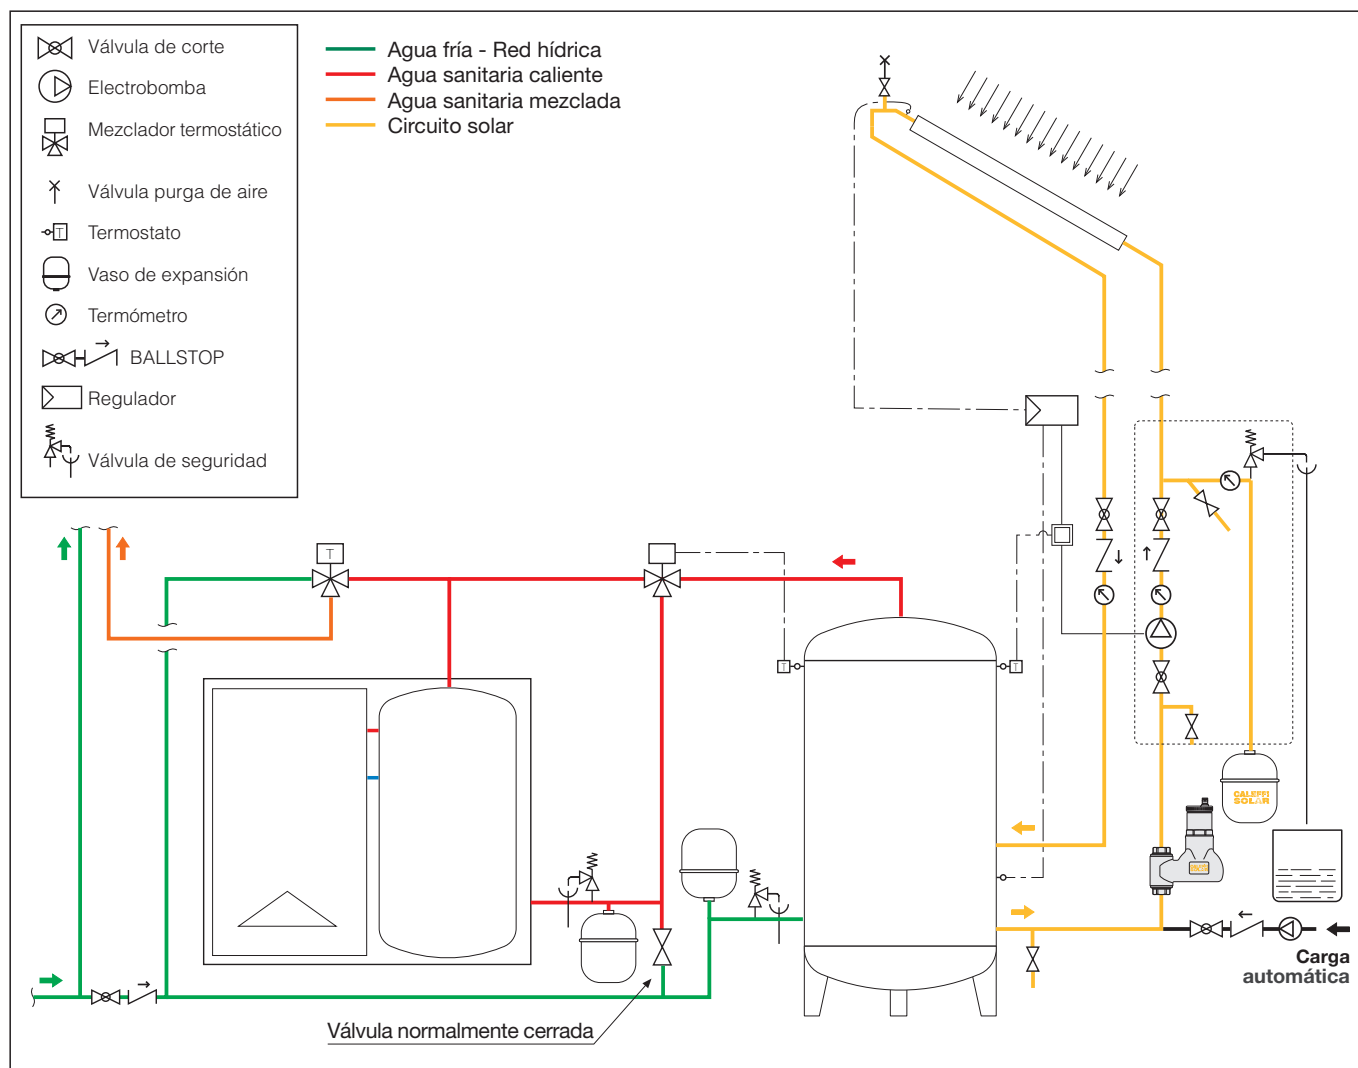 Válvula de corte
Electrobomba
Mezclador termostático
Válvula purga de aire
T
Termostato
Vaso de expansión
Termómetro
BALLSTOP
Regulador
Válvula de seguridad
Agua fría - Red hídrica
Agua sanitaria caliente
Agua sanitaria mezclada
Circuito solar
T
T
T
CALEFFI
SOLAR
Carga
automática
Válvula normalmente cerrada